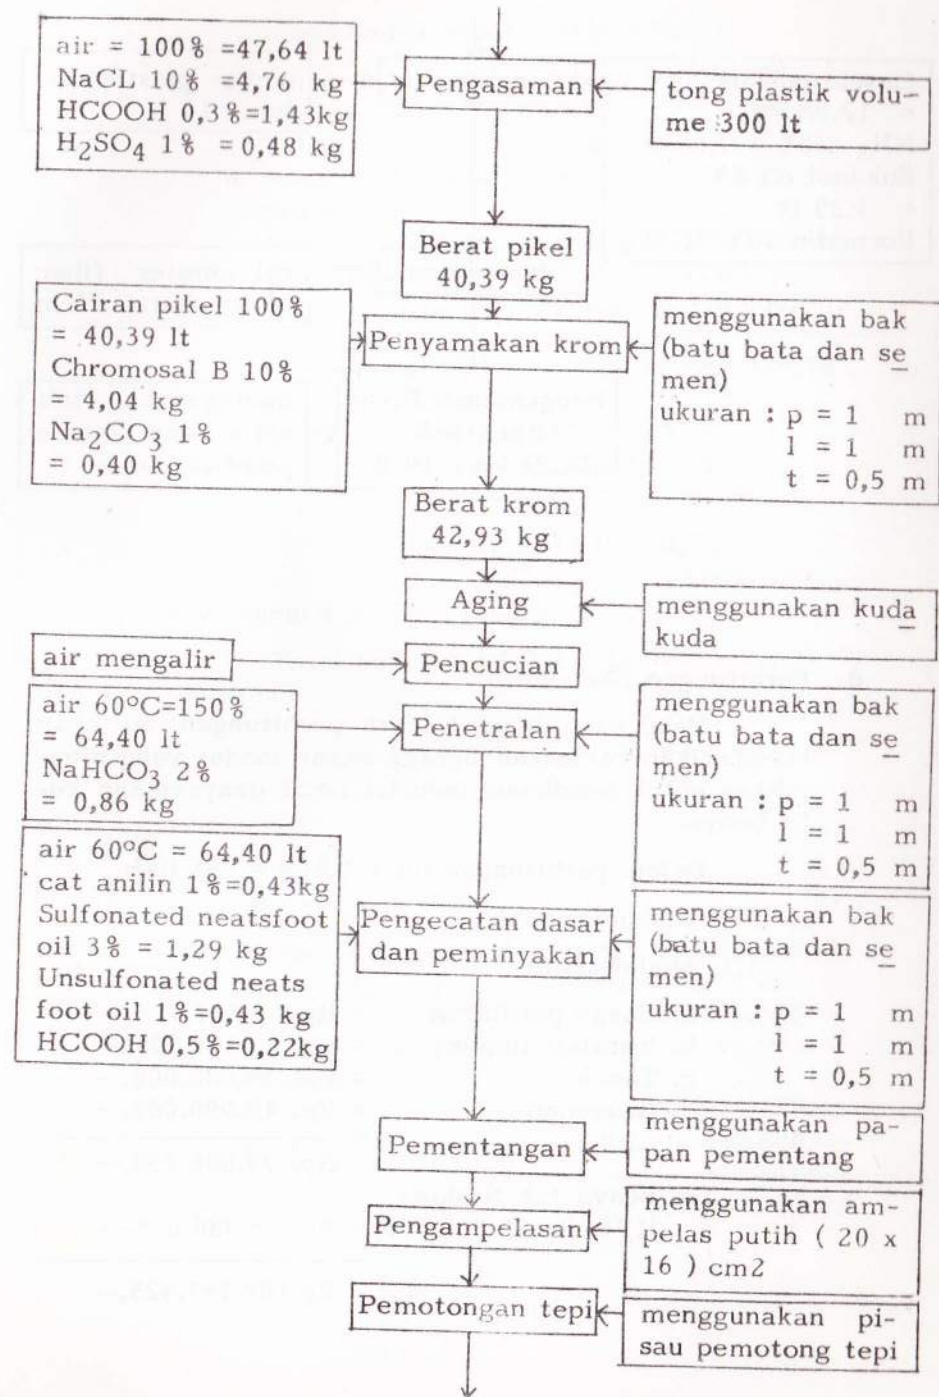 air = 100% =47,64 lt
NaCL 10% =4,76 kg
HCOOH 0,3%=1,43kg
H₂SO₄ 1% = 0,48 kg
Pengasaman
tong plastik volu-
me 300 lt
Berat pikel
40,39 kg
Cairan pikel 100%
= 40,39 lt
Chromosal B 10%
= 4,04 kg
Na₂CO₃ 1%
= 0,40 kg
Penyamakan krom
menggunakan bak
(batu bata dan se
men)
ukuran : p = 1 m
l = 1 m
t = 0,5 m
Berat krom
42,93 kg
Aging
menggunakan kuda
kuda
air mengalir
Pencucian
air 60°C=150%
= 64,40 lt
NaHCO₃ 2%
= 0,86 kg
Penetralan
menggunakan bak
(batu bata dan se
men)
ukuran : p = 1 m
l = 1 m
t = 0,5 m
air 60°C = 64,40 lt
cat anilin 1%=0,43kg
Sulfonated neatsfoot
oil 3% = 1,29 kg
Unsulfonated neats
foot oil 1%=0,43 kg
HCOOH 0,5%=0,22kg
Pengecatan dasar
dan peminyakan
menggunakan bak
(batu bata dan se
men)
ukuran : p = 1 m
l = 1 m
t = 0,5 m
Pementangan
menggunakan pa-
pan pementang
Pengampelasan
menggunakan am-
pelas putih ( 20 x
16 ) cm2
Pemotongan tepi
menggunakan pi-
sau pemotong tepi